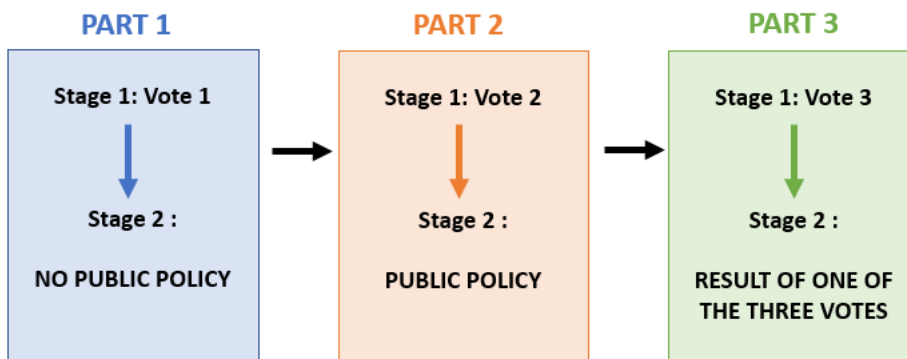 PART 1
Stage 1: Vote 1
Stage 2 :
NO PUBLIC POLICY
PART 2
Stage 1: Vote 2
Stage 2 :
PUBLIC POLICY
PART 3
Stage 1: Vote 3
Stage 2 :
RESULT OF ONE OF
THE THREE VOTES